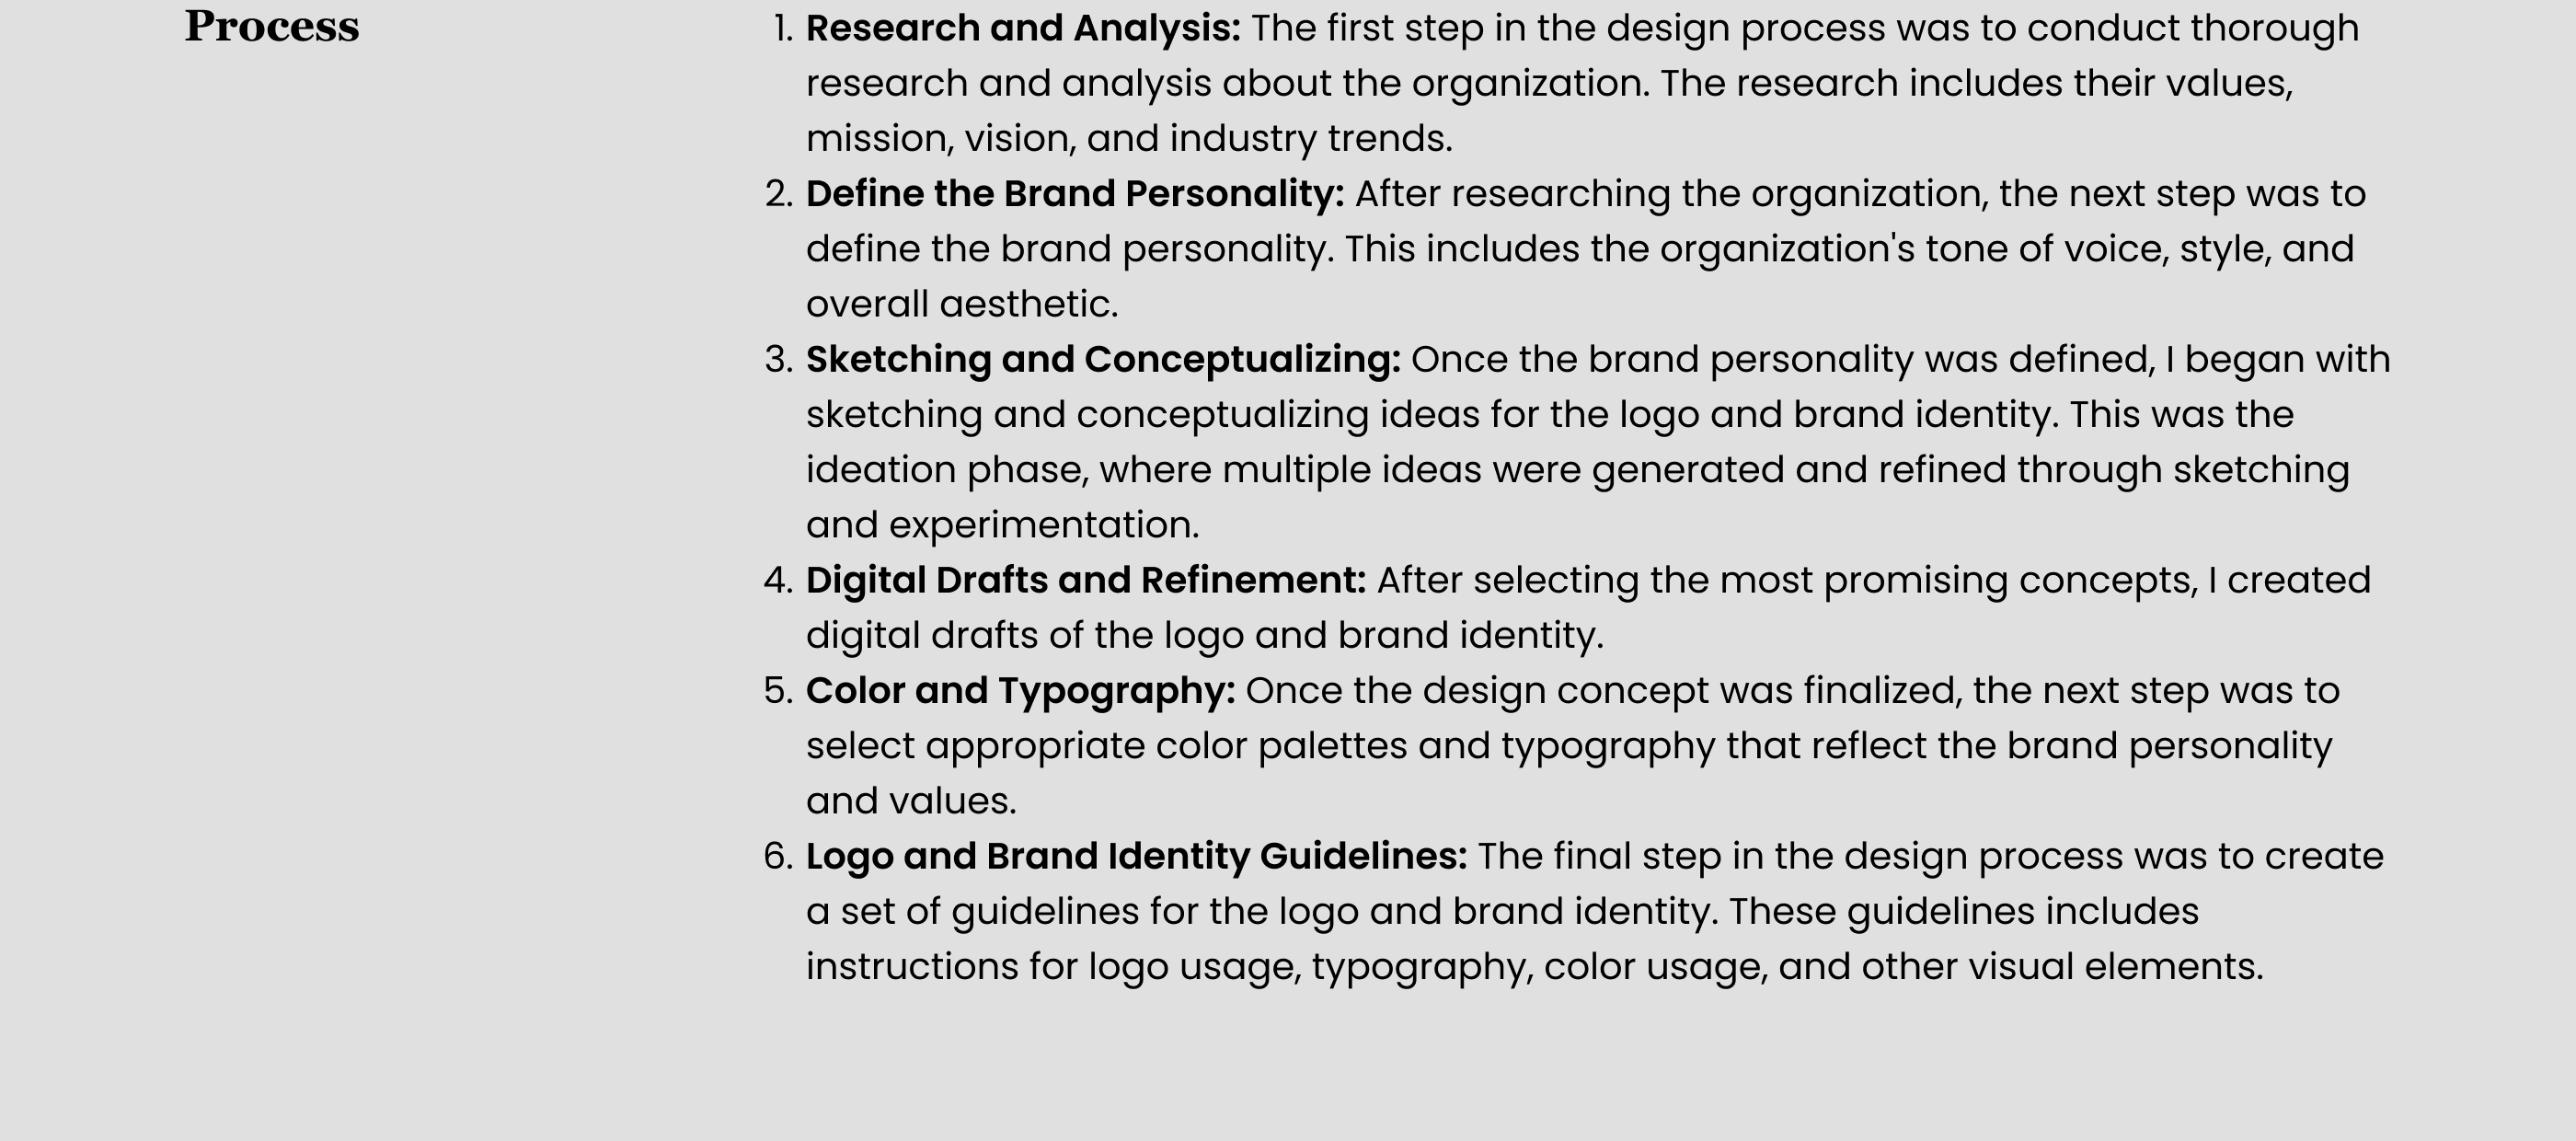 Process
1. Research and Analysis: The first step in the design process was to conduct thorough
research and analysis about the organization. The research includes their values,
mission, vision, and industry trends.
2. Define the Brand Personality: After researching the organization, the next step was to
define the brand personality. This includes the organization's tone of voice, style, and
overall aesthetic.
3. Sketching and Conceptualizing: Once the brand personality was defined, I began with
sketching and conceptualizing ideas for the logo and brand identity. This was the
ideation phase, where multiple ideas were generated and refined through sketching
and experimentation.
4. Digital Drafts and Refinement: After selecting the most promising concepts, I created
digital drafts of the logo and brand identity.
5. Color and Typography: Once the design concept was finalized, the next step was to
select appropriate color palettes and typography that reflect the brand personality
and values.
6. Logo and Brand Identity Guidelines: The final step in the design process was to create
a set of guidelines for the logo and brand identity. These guidelines includes
instructions for logo usage, typography, color usage, and other visual elements.